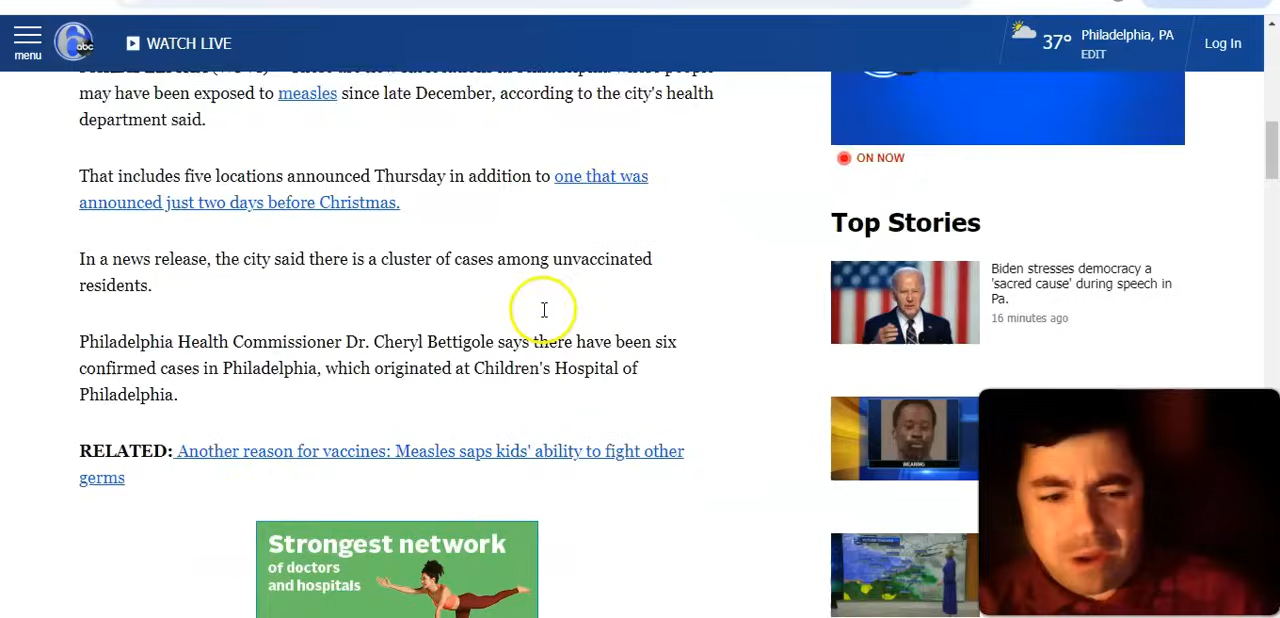 menu
6abc
WATCH LIVE
37°
Philadelphia, PA
EDIT
Log In
may have been exposed to measles since late December, according to the city's health
department said.
That includes five locations announced Thursday in addition to one that was
announced just two days before Christmas.
In a news release, the city said there is a cluster of cases among unvaccinated
residents.
Philadelphia Health Commissioner Dr. Cheryl Bettigole says there have been six
confirmed cases in Philadelphia, which originated at Children's Hospital of
Philadelphia.
RELATED: Another reason for vaccines: Measles saps kids' ability to fight other
germs
Strongest network
of doctors
and hospitals
ON NOW
Top Stories
Biden stresses democracy a
'sacred cause' during speech in
Pa.
16 minutes ago